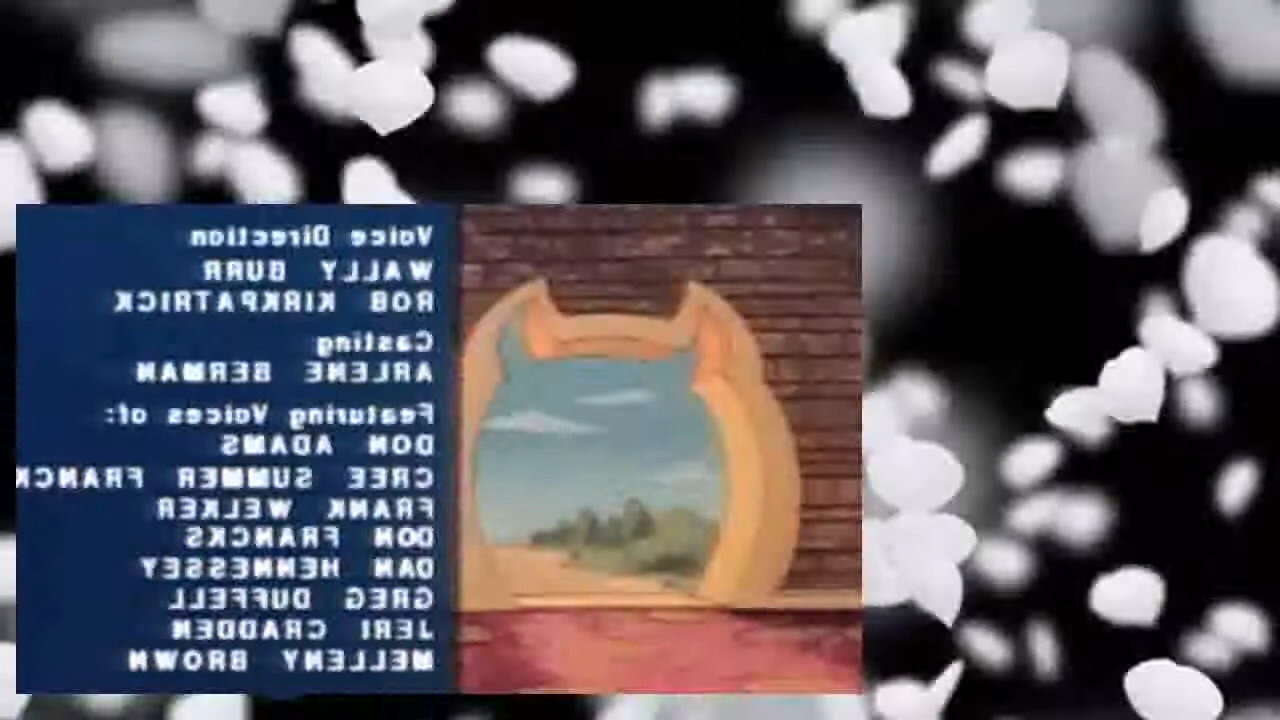 Voice Direction
WALLY BURR
ROB KIRKPATRICK
Casting
ARLENE BERMAN
Featuring Voices of:
DON ADAMS
CREE SUMMER FRANCK
FRANK WELKER
DON FRANCKS
DAN HENNESSEY
GREG DUFFELL
JERI CRADDEN
MELLENY BROWN